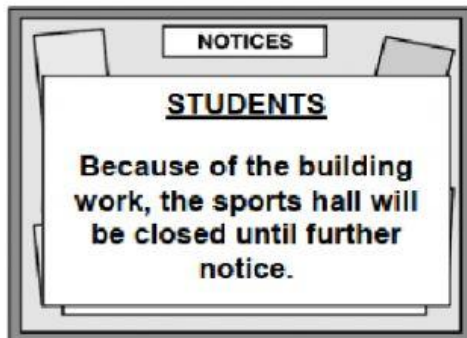 NOTICES
STUDENTS
Because of the building
work, the sports hall will
be closed until further
notice.